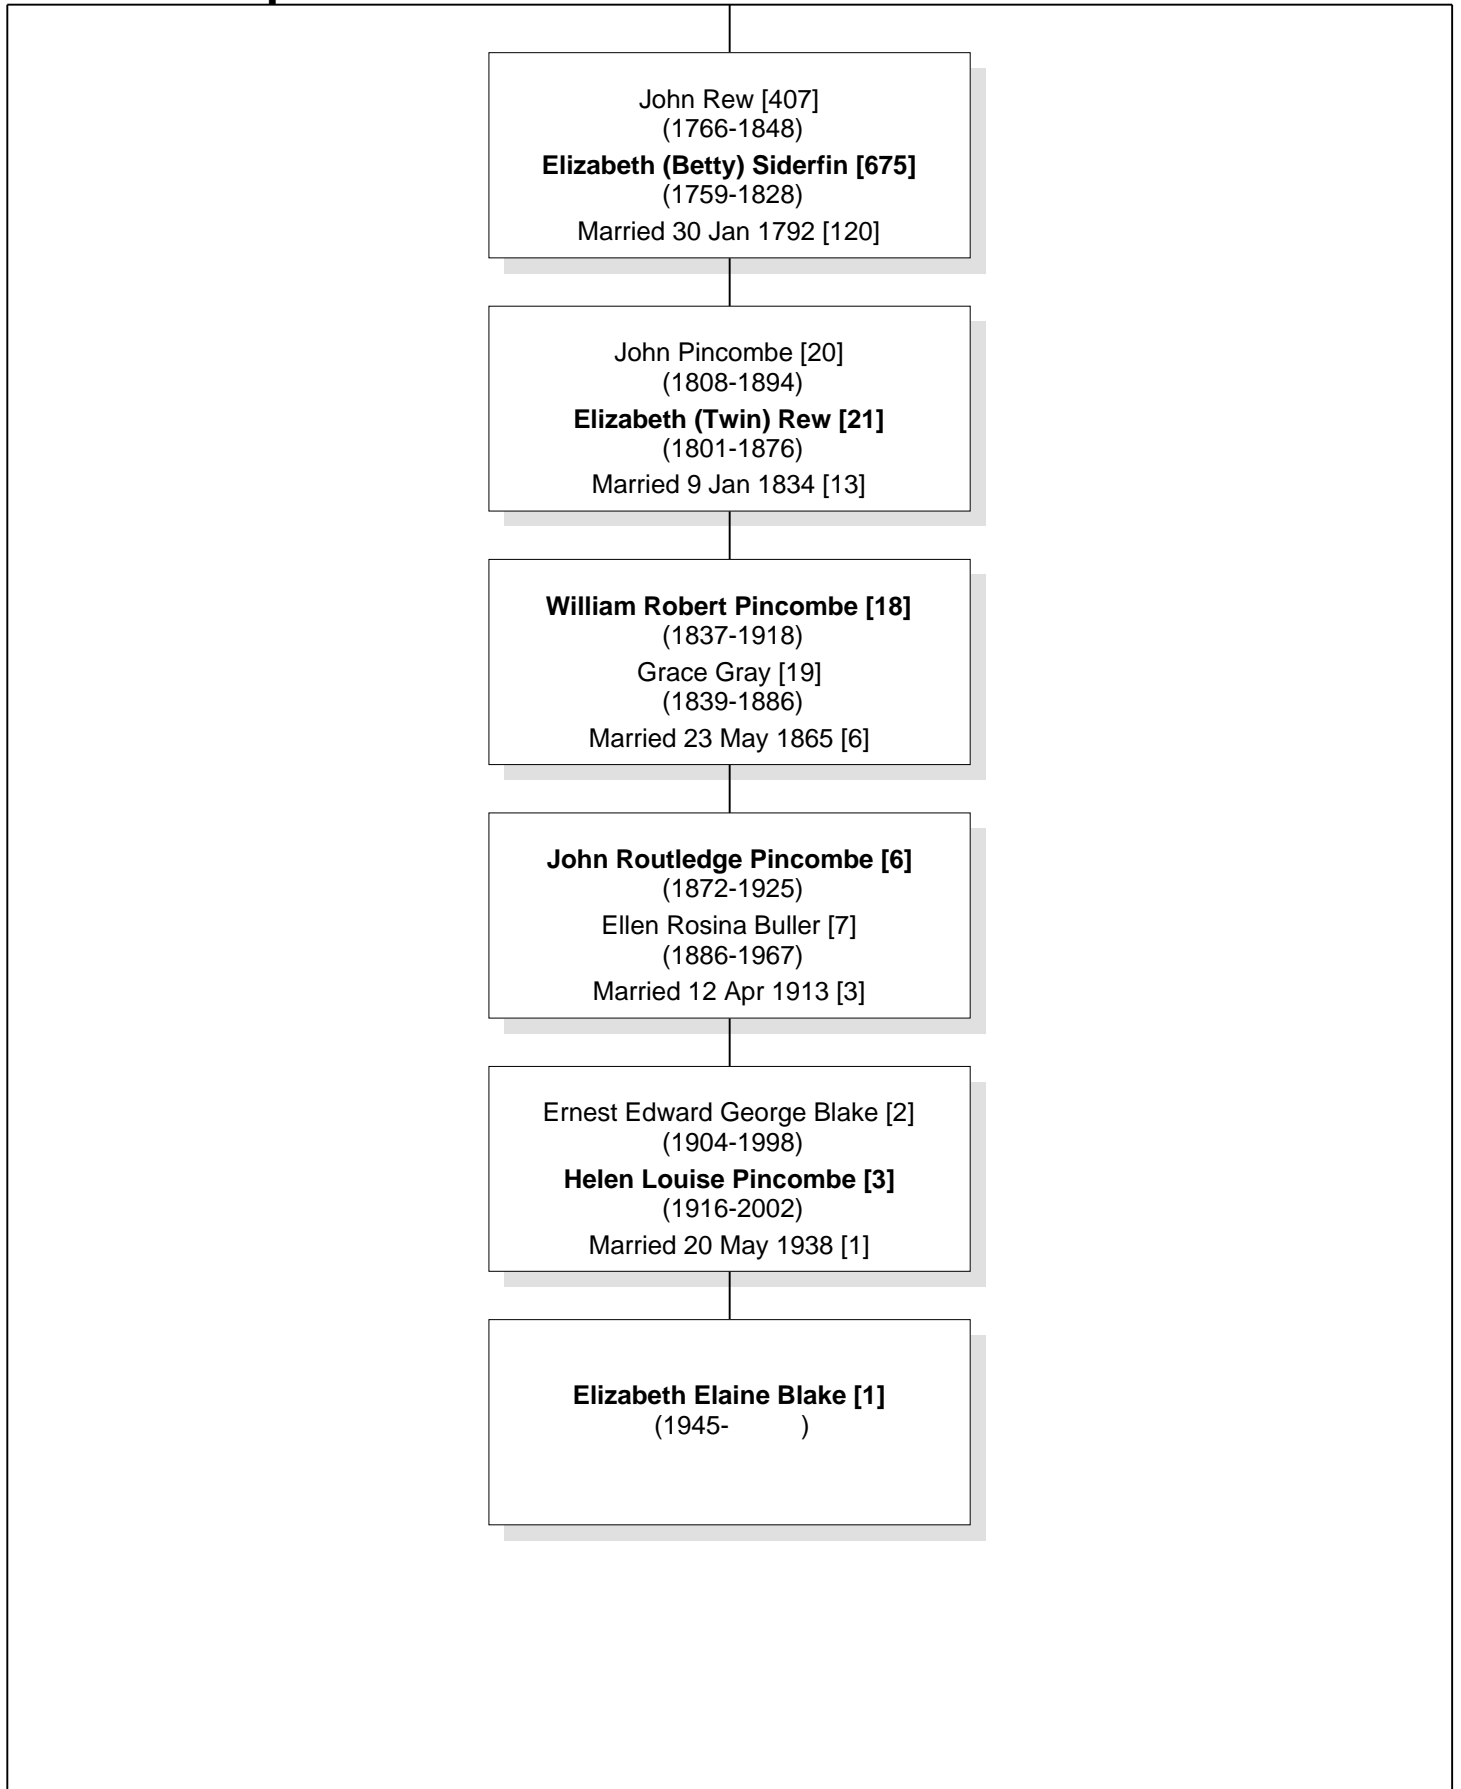 John Rew [407]
(1766-1848)
Elizabeth (Betty) Siderfin [675]
(1759-1828)
Married 30 Jan 1792 [120]
John Pincombe [20]
(1808-1894)
Elizabeth (Twin) Rew [21]
(1801-1876)
Married 9 Jan 1834 [13]
William Robert Pincombe [18]
(1837-1918)
Grace Gray [19]
(1839-1886)
Married 23 May 1865 [6]
John Routledge Pincombe [6]
(1872-1925)
Ellen Rosina Buller [7]
(1886-1967)
Married 12 Apr 1913 [3]
Ernest Edward George Blake [2]
(1904-1998)
Helen Louise Pincombe [3]
(1916-2002)
Married 20 May 1938 [1]
Elizabeth Elaine Blake [1]
(1945- )